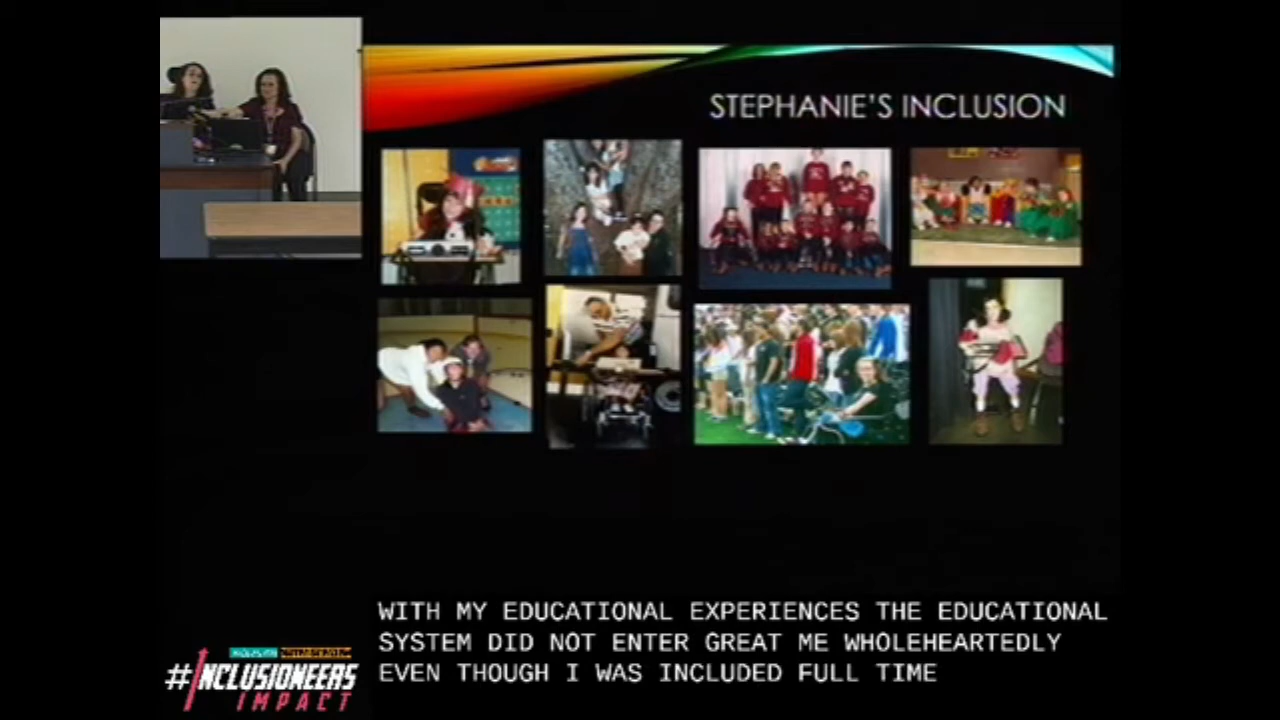 STEPHANIE'S INCLUSION
WITH MY EDUCATIONAL EXPERIENCES THE EDUCATIONAL
SYSTEM DID NOT ENTER GREAT ME WHOLEHEARTEDLY
EVEN THOUGH I WAS INCLUDED FULL TIME
#INCLUSIONEERS
IMPACT